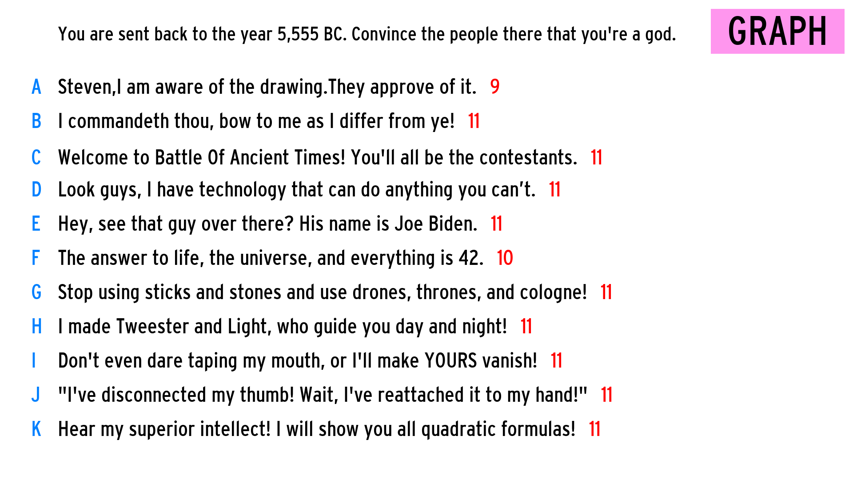 You are sent back to the year 5,555 BC. Convince the people there that you're a god.
GRAPH
A Steven,I am aware of the drawing.They approve of it. 9
B I commandeth thou, bow to me as I differ from ye! 11
C Welcome to Battle Of Ancient Times! You'll all be the contestants. 11
D Look guys, I have technology that can do anything you can’t. 11
E Hey, see that guy over there? His name is Joe Biden. 11
F The answer to life, the universe, and everything is 42. 10
G Stop using sticks and stones and use drones, thrones, and cologne! 11
H I made Tweester and Light, who guide you day and night! 11
I Don't even dare taping my mouth, or I'll make YOURS vanish! 11
J "I've disconnected my thumb! Wait, I've reattached it to my hand!" 11
K Hear my superior intellect! I will show you all quadratic formulas! 11